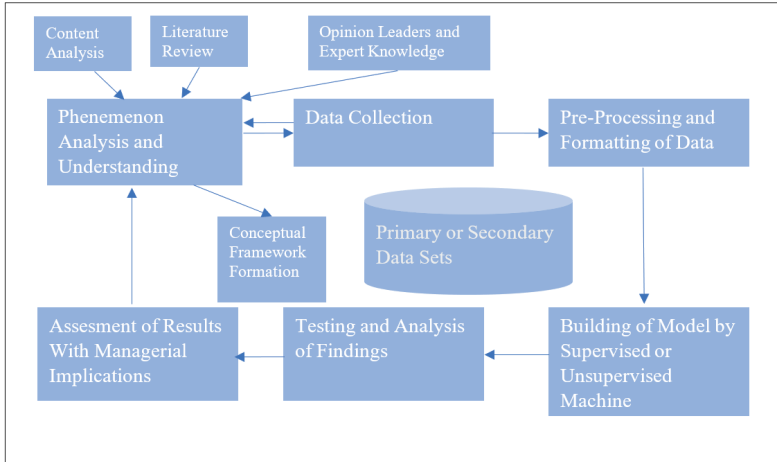 Content
Analysis
Literature
Review
Opinion Leaders and
Expert Knowledge
Phenemenon
Analysis and
Understanding
Data Collection
Pre-Processing and
Formatting of Data
Conceptual
Framework
Formation
Primary or Secondary
Data Sets
Assesment of Results
With Managerial
Implications
Testing and Analysis
of Findings
Building of Model by
Supervised or
Unsupervised
Machine